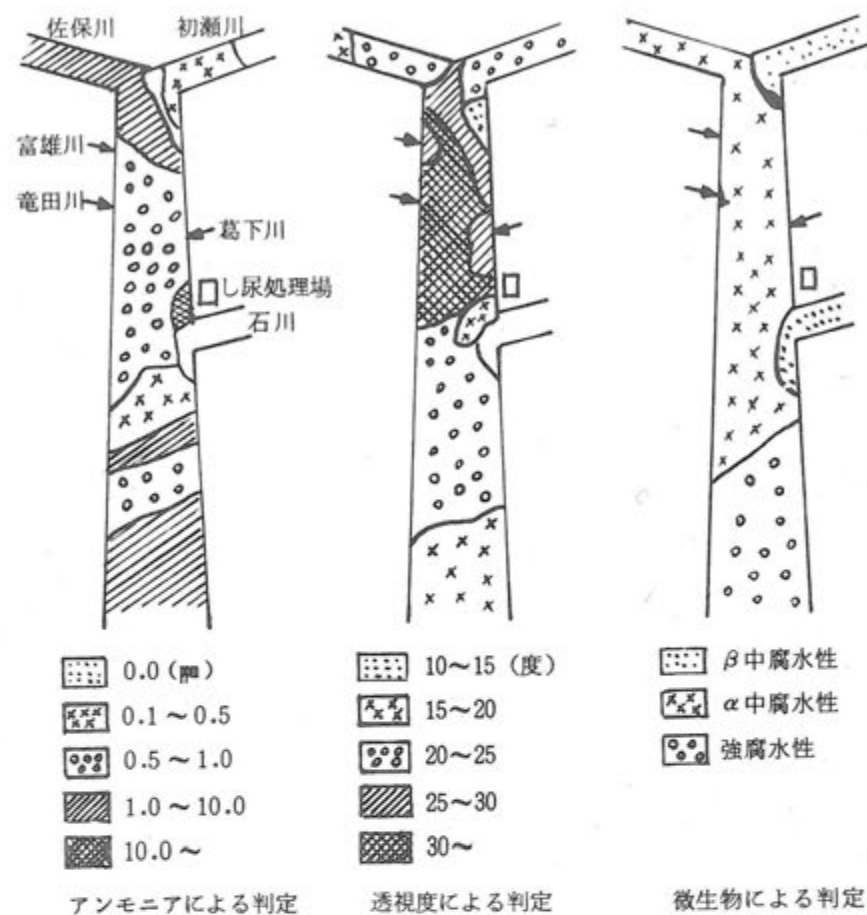 佐保川
初瀬川
富雄川
竜田川
葛下川
し尿処理場
石川
0.0 (㏙)
0.1～0.5
0.5～1.0
1.0～10.0
10.0～
アンモニアによる判定
10～15 (度)
15～20
20～25
25～30
30～
透視度による判定
β中腐水性
α中腐水性
強腐水性
微生物による判定